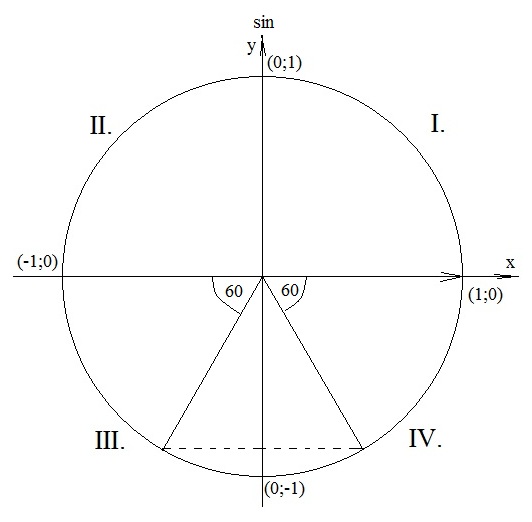 sin
y
(0;1)
II.
I.
(-1;0)
x
60
60
(1;0)
III.
IV.
(0;-1)